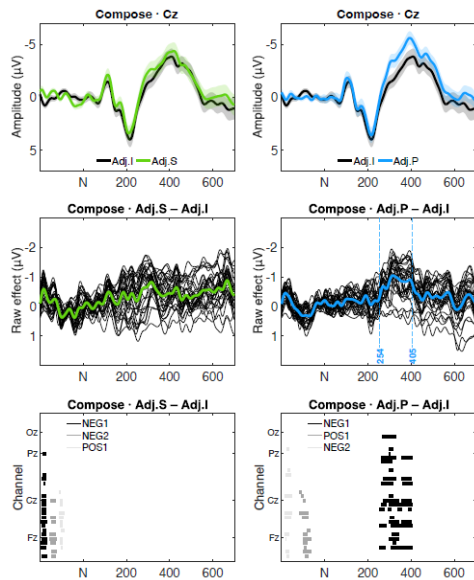 Compose · Cz
Compose · Cz
Amplitude (µV)
-5
0
5
Adj.I
Adj.S
N
200
400
600
Amplitude (µV)
-5
0
5
Adj.I
Adj.P
N
200
400
600
Compose · Adj.S – Adj.I
Compose · Adj.P – Adj.I
Raw effect (µV)
-2
-1
0
1
N
200
400
600
Raw effect (µV)
-2
-1
0
1
254
405
N
200
400
600
Compose · Adj.S – Adj.I
Compose · Adj.P – Adj.I
Channel
Oz
Pz
Cz
Fz
NEG1
NEG2
POS1
N
200
400
600
Channel
Oz
Pz
Cz
Fz
NEG1
POS1
NEG2
N
200
400
600